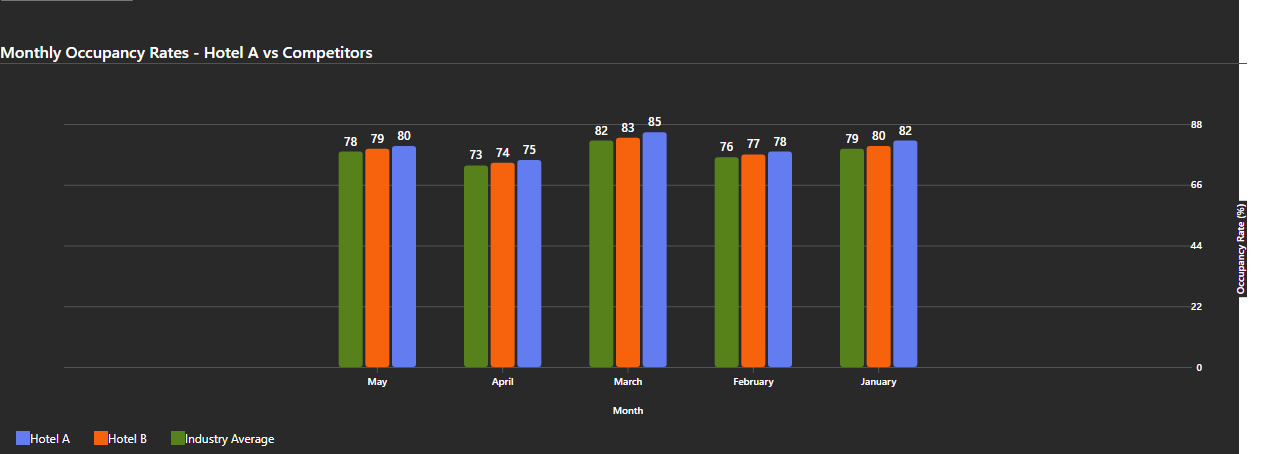 Monthly Occupancy Rates - Hotel A vs Competitors
78 79 80 73 74 75 82 83 85 76 77 78 79 80 82
88
66
44
22
0
Occupancy Rate (%)
May April March February January
Month
Hotel A Hotel B Industry Average